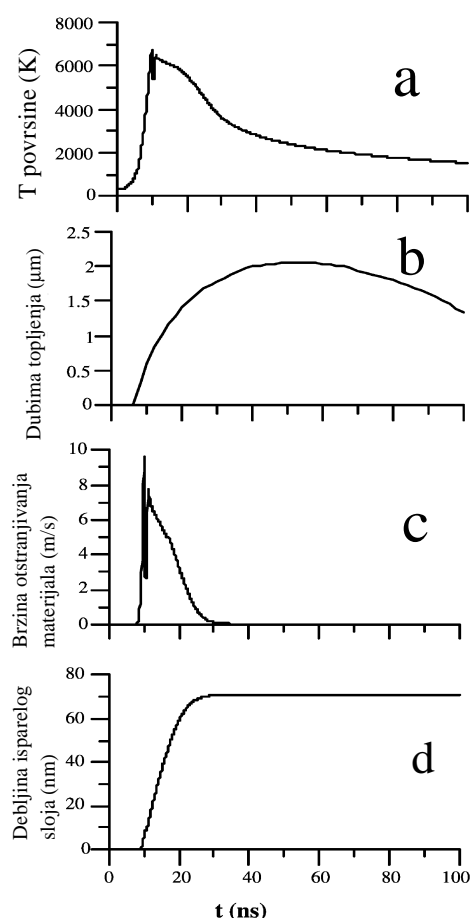 8000
6000
4000
2000
0
T povrsine (K)
a
2.5
2
1.5
1
0.5
0
Dubima topljenja (µm)
b
10
8
6
4
2
0
Brzina otstranjivanja
materijala (m/s)
c
80
60
40
20
0
Debljina isparelog
sloja (nm)
d
0
20
40
60
80
100
t (ns)